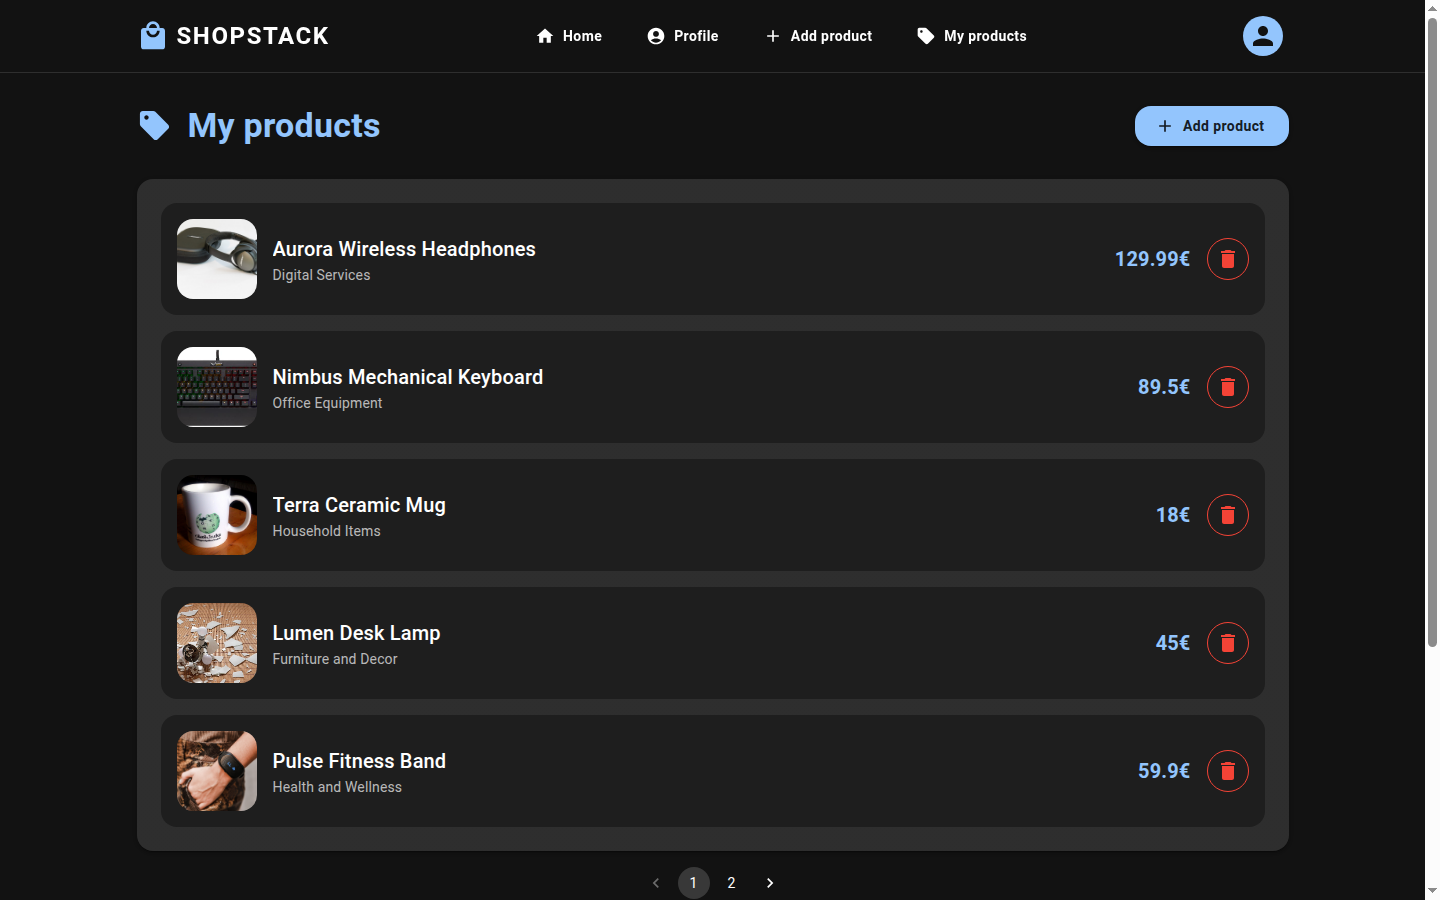 SHOPSTACK
Home
Profile
Add product
My products
My products
Add product
Aurora Wireless Headphones
Digital Services
129.99€
Nimbus Mechanical Keyboard
Office Equipment
89.5€
Terra Ceramic Mug
Household Items
18€
Lumen Desk Lamp
Furniture and Decor
45€
Pulse Fitness Band
Health and Wellness
59.9€
1
2